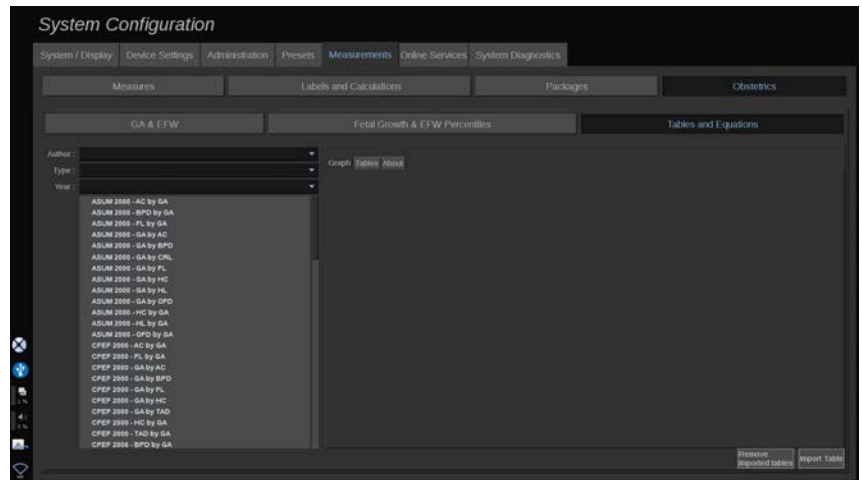 System Configuration
System / Display Device Settings Administration Presets Measurements Online Services System Diagnostics
Measures Labels and Calculations Packages Obstetrics
GA & EFW Fetal Growth & EFW Percentiles Tables and Equations
Author :
Type :
Year :
Graph Tables About
ASUM 2000 - AC by GA
ASUM 2000 - BPD by GA
ASUM 2000 - FL by GA
ASUM 2000 - GA by AC
ASUM 2000 - GA by BPD
ASUM 2000 - GA by CRL
ASUM 2000 - GA by FL
ASUM 2000 - GA by HC
ASUM 2000 - GA by HL
ASUM 2000 - GA by OFD
ASUM 2000 - HC by GA
ASUM 2000 - HL by GA
ASUM 2000 - OFD by GA
CFEF 2000 - AC by GA
CFEF 2000 - FL by GA
CFEF 2000 - GA by AC
CFEF 2000 - GA by BPD
CFEF 2000 - GA by FL
CFEF 2000 - GA by HC
CFEF 2000 - GA by TAD
CFEF 2000 - HC by GA
CFEF 2000 - TAD by GA
CFEF 2006 - BPD by GA
Remove
Imported tables
Import Table